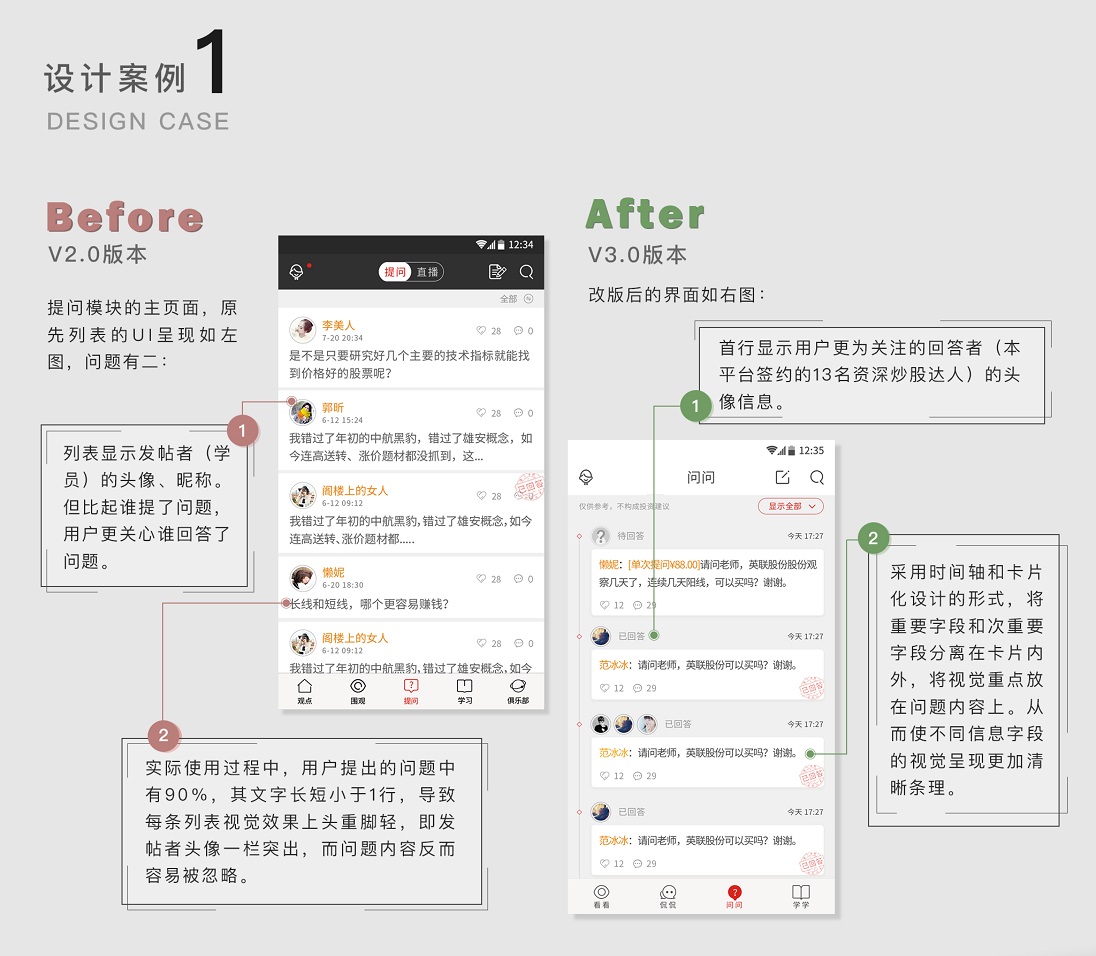 设计案例1
DESIGN CASE
Before
V2.0版本
提问模块的主页面，原
先列表的UI呈现如左
图，问题有二：
1
列表显示发帖者（学
员）的头像、昵称。
但比起谁提了问题，
用户更关心谁回答了
问题。
12:34
提问 直播
全部
李美人
7-20 20:34
28 0
是不是只要研究好几个主要的技术指标就能找
到价格好的股票呢？
郭昕
6-12 15:24
28 0
我错过了年初的中航黑豹，错过了雄安概念，如
今连高送转、涨价题材都没抓到，这...
阁楼上的女人
6-12 09:12
28 0
已回答
我错过了年初的中航黑豹，错过了雄安概念，如今
连高送转、涨价题材都.....
懒妮
6-20 18:30
28 0
长线和短线，哪个更容易赚钱？
阁楼上的女人
6-12 09:12
28 0
我错过了年初的中航黑豹，错过了雄安概念，如今
观点 围观 提问 学习 俱乐部
2
实际使用过程中，用户提出的问题中
有90%，其文字长短小于1行，导致
每条列表视觉效果上头重脚轻，即发
帖者头像一栏突出，而问题内容反而
容易被忽略。
After
V3.0版本
改版后的界面如右图：
1
首行显示用户更为关注的回答者（本
平台签约的13名资深炒股达人）的头
像信息。
12:35
问问
仅供参考，不构成投资建议
显示全部
? 待回答 今天 17:27
懒妮：[单次提问¥88.00]请问老师，英联股份股份观
察几天了，连续几天阳线，可以买吗？谢谢。
12 29
已回答 今天 17:27
范冰冰：请问老师，英联股份可以买吗？谢谢。
12 29
已回答
已回答 今天 17:27
范冰冰：请问老师，英联股份可以买吗？谢谢。
12 29
已回答
已回答 今天 17:27
范冰冰：请问老师，英联股份可以买吗？谢谢。
12 29
已回答
看看 侃侃 问问 学学
2
采用时间轴和卡片
化设计的形式，将
重要字段和次重要
字段分离在卡片内
外，将视觉重点放
在问题内容上。从
而使不同信息字段
的视觉呈现更加清
晰条理。